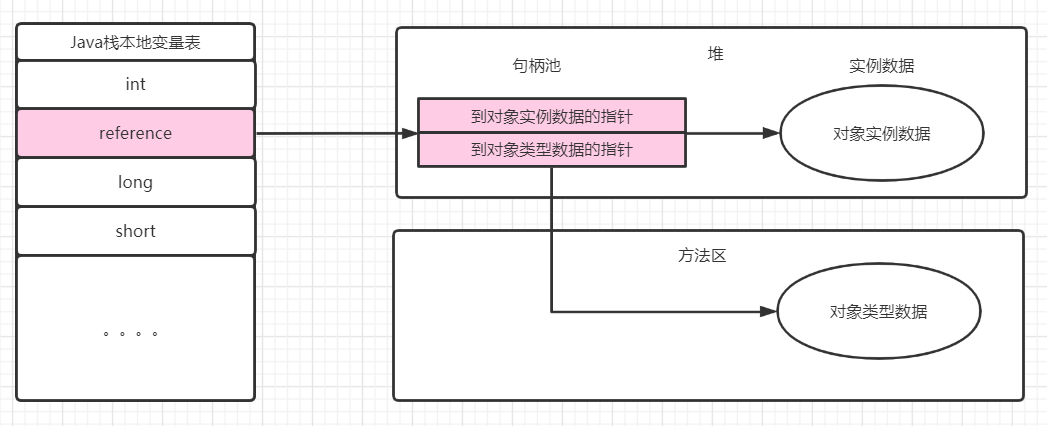 Java栈本地变量表
int
reference
long
short
。。。。
堆
句柄池
实例数据
到对象实例数据的指针
到对象类型数据的指针
对象实例数据
方法区
对象类型数据